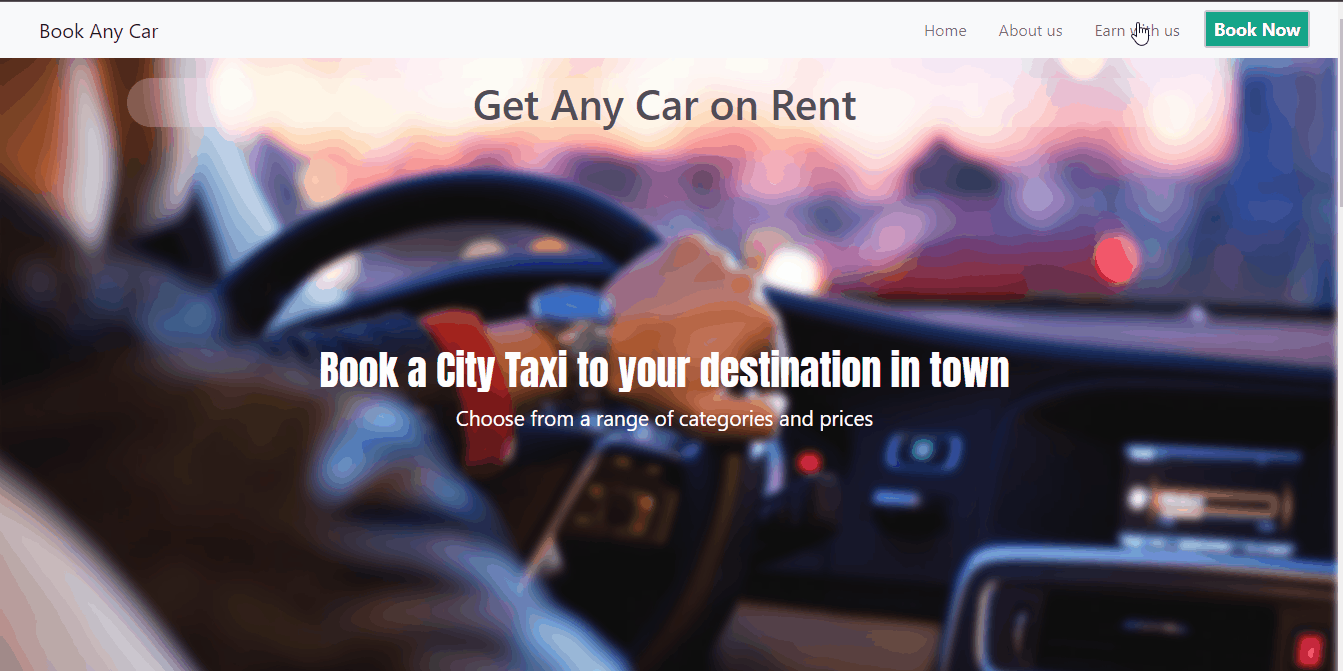 Book Any Car
Home
About us
Earn with us
Book Now
Get Any Car on Rent
Book a City Taxi to your destination in town
Choose from a range of categories and prices